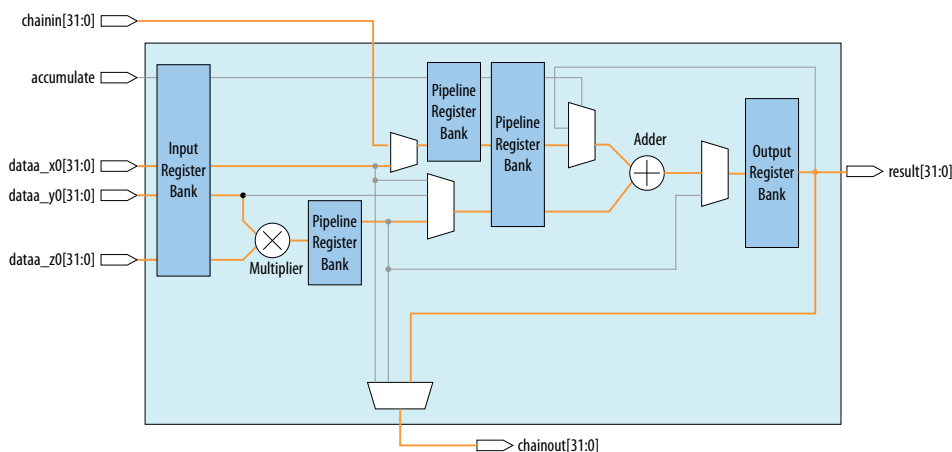 chainin[31:0]
accumulate
dataa_x0[31:0]
dataa_y0[31:0]
dataa_z0[31:0]
Input
Register
Bank
Multiplier
Pipeline
Register
Bank
Pipeline
Register
Bank
Pipeline
Register
Bank
Adder
Output
Register
Bank
result[31:0]
chainout[31:0]